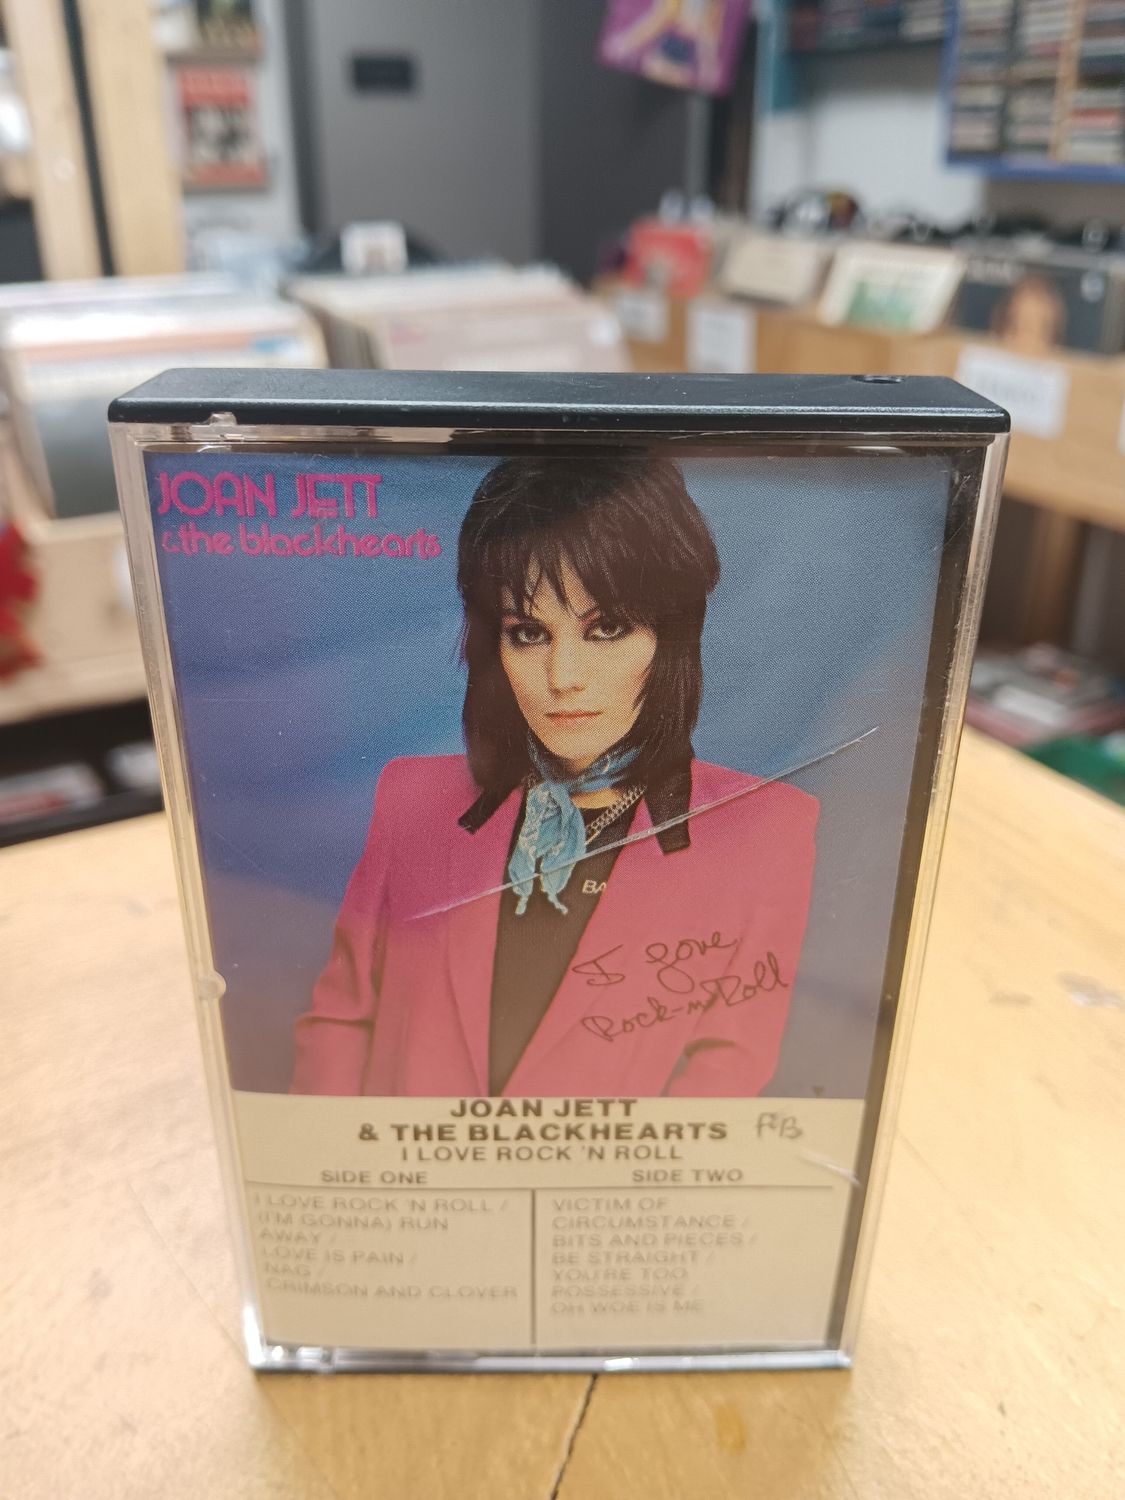 JOAN JETT
& the blackhearts
BA
I Love
Rock-n-Roll
JOAN JETT
& THE BLACKHEARTS
I LOVE ROCK 'N ROLL
SIDE ONE
I LOVE ROCK 'N ROLL /
(I'M GONNA) RUN
AWAY /
LOVE IS PAIN /
NAG /
CRIMSON AND CLOVER
SIDE TWO
VICTIM OF
CIRCUMSTANCE /
BITS AND PIECES /
BE STRAIGHT /
YOU'RE TOO
POSSESSIVE /
OH WOE IS ME